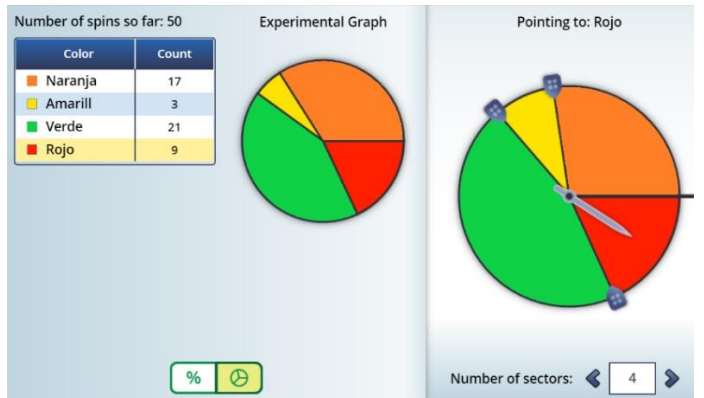 Number of spins so far: 50
Color Count
Naranja 17
Amarill 3
Verde 21
Rojo 9
Experimental Graph
%
Pointing to: Rojo
Number of sectors: 4